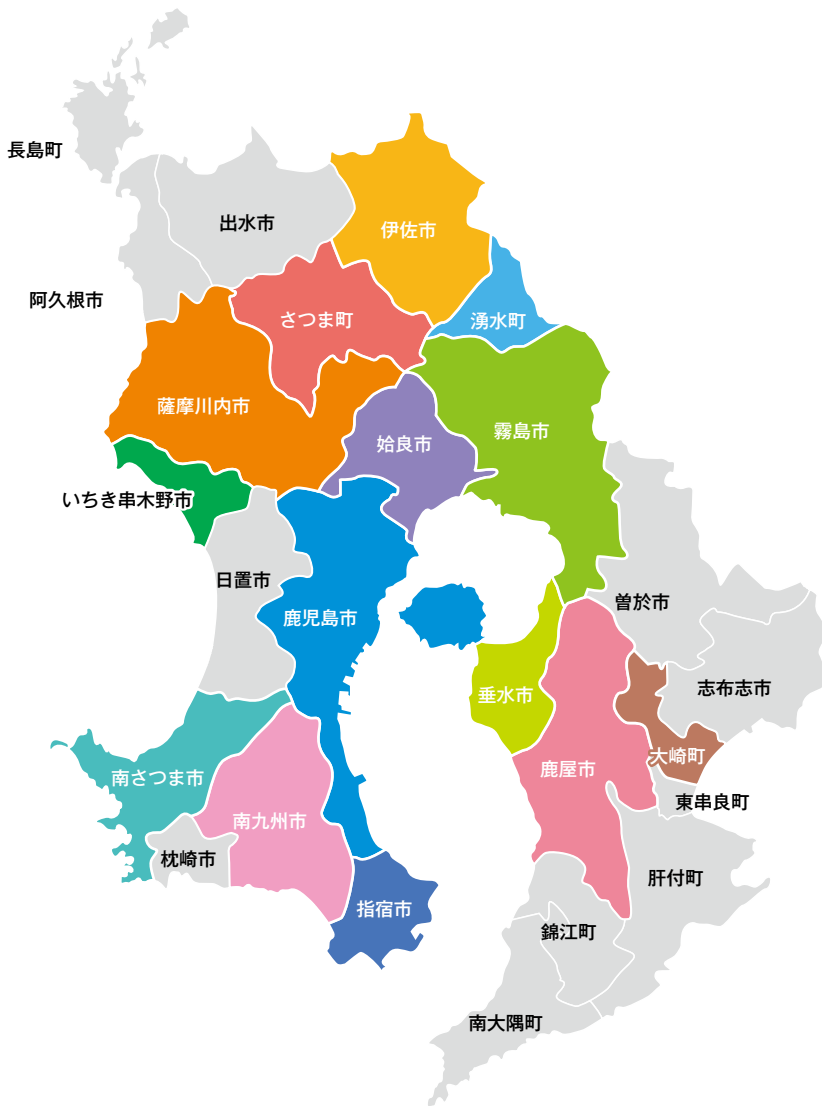 長島町
出水市
伊佐市
阿久根市
さつま町
湧水町
薩摩川内市
霧島市
姶良市
いちき串木野市
日置市
曽於市
鹿児島市
志布志市
垂水市
大崎町
鹿屋市
南さつま市
東串良町
南九州市
枕崎市
肝付町
指宿市
錦江町
南大隅町